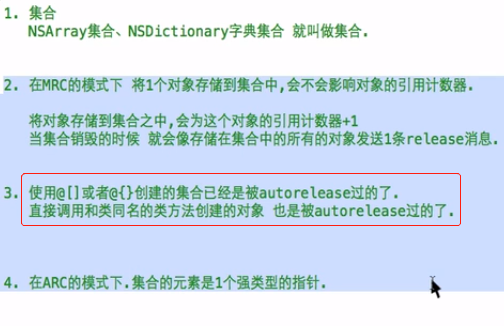 1. 集合
NSArray集合、NSDictionary字典集合 就叫做集合.
2. 在MRC的模式下 将1个对象存储到集合中,会不会影响对象的引用计数器.
将对象存储到集合之中,会为这个对象的引用计数器+1
当集合销毁的时候 就会像存储在集合中的所有的对象发送1条release消息.
3. 使用@[]或者@{}创建的集合已经是被autorelease过的了.
直接调用和类同名的类方法创建的对象 也是被autorelease过的了.
4. 在ARC的模式下.集合的元素是1个强类型的指针.